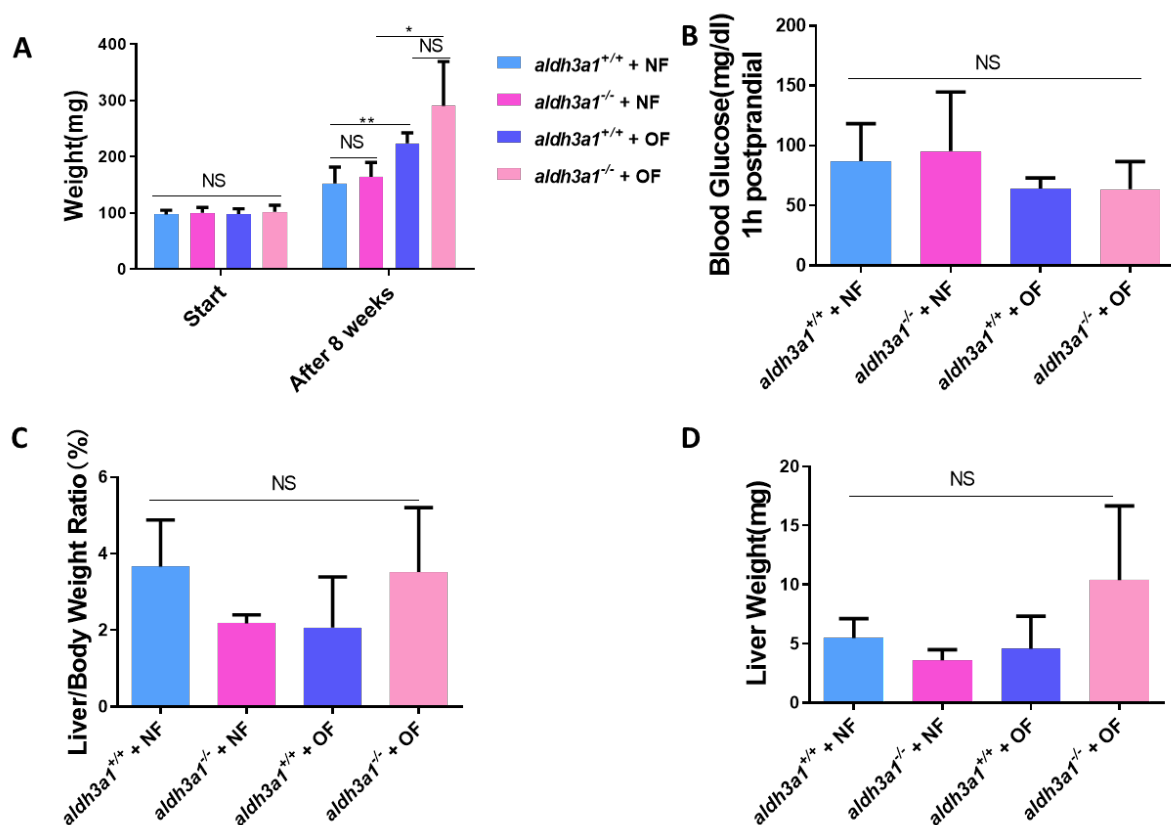 A
Weight(mg)
400
300
200
100
0
NS
NS
**
*
NS
Start
After 8 weeks
aldh3a1+/+ + NF
aldh3a1-/- + NF
aldh3a1+/+ + OF
aldh3a1-/- + OF
B
Blood Glucose(mg/dl)
1h postprandial
200
150
100
50
0
NS
aldh3a1+/+ + NF
aldh3a1-/- + NF
aldh3a1+/+ + OF
aldh3a1-/- + OF
C
Liver/Body Weight Ratio(%)
6
4
2
0
NS
aldh3a1+/+ + NF
aldh3a1-/- + NF
aldh3a1+/+ + OF
aldh3a1-/- + OF
D
Liver Weight(mg)
20
15
10
5
0
NS
aldh3a1+/+ + NF
aldh3a1-/- + NF
aldh3a1+/+ + OF
aldh3a1-/- + OF